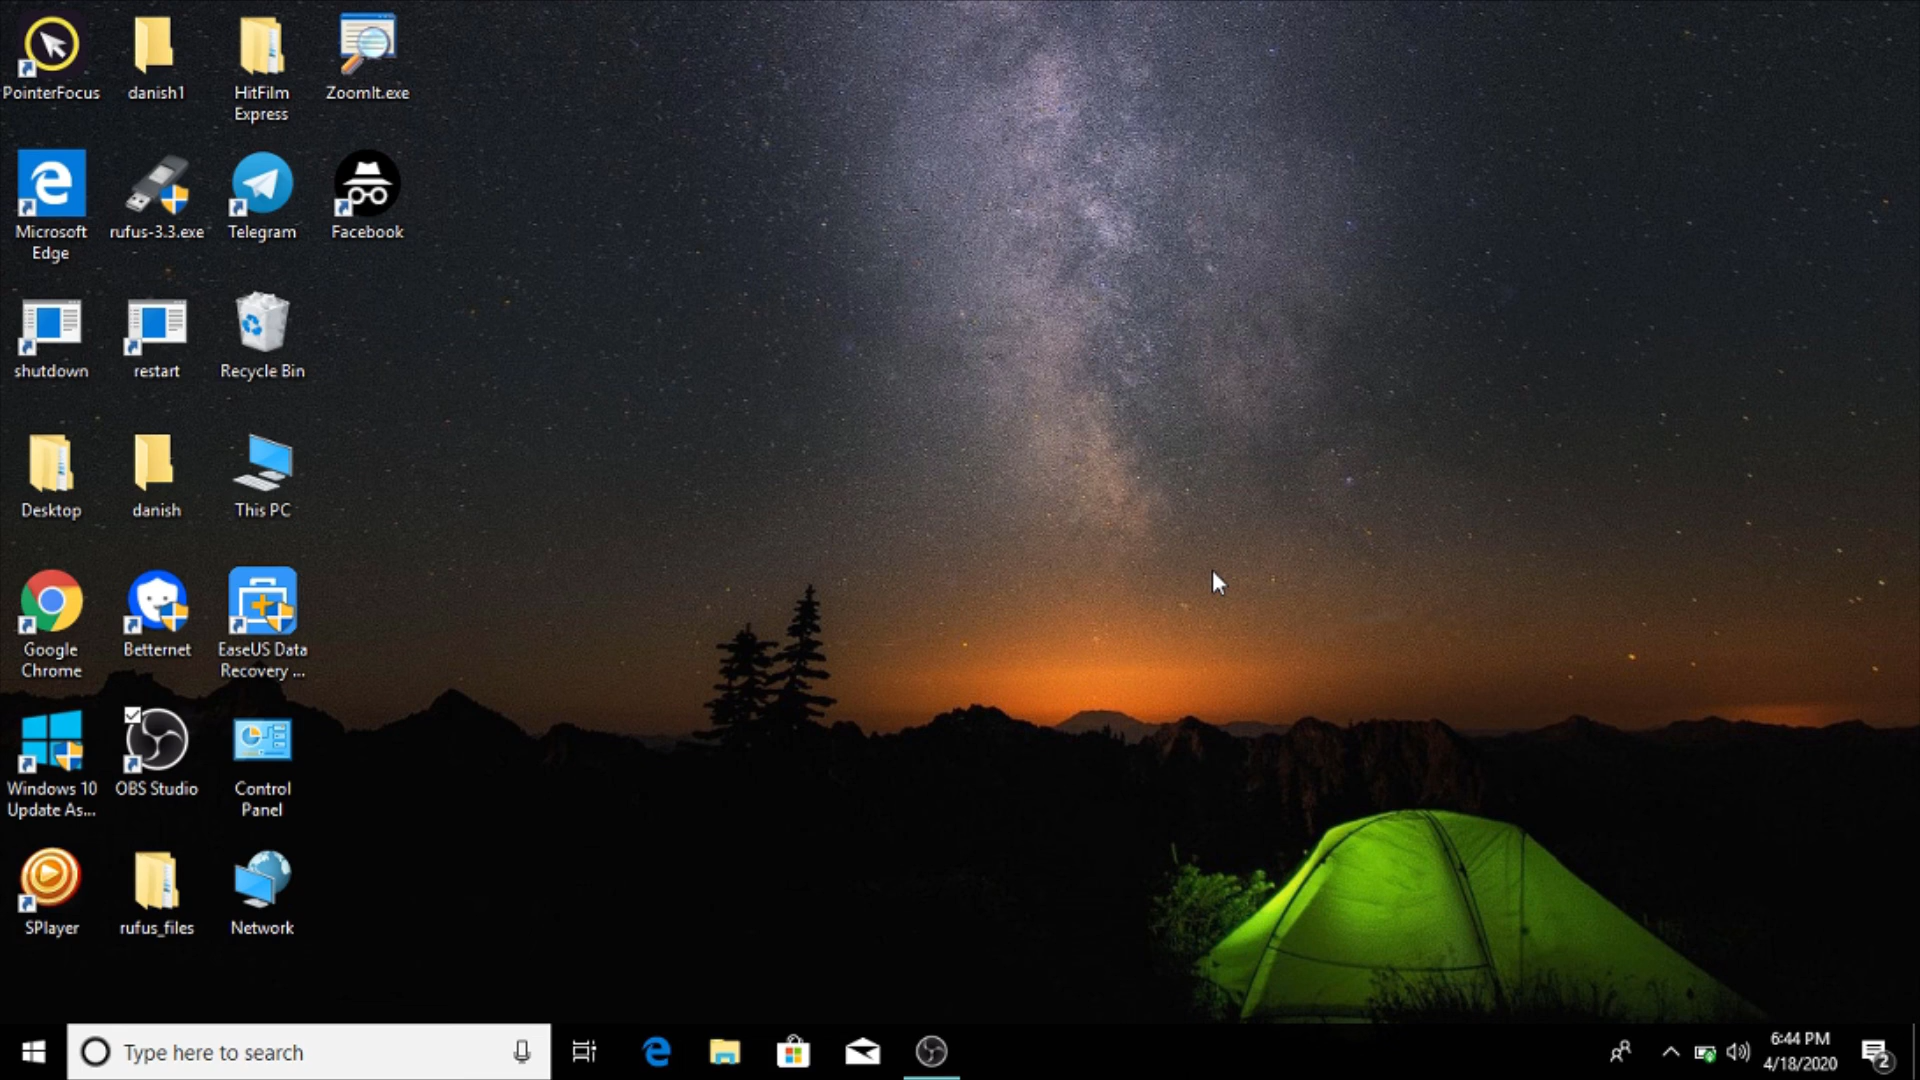 PointerFocus
danish1
HitFilm
Express
ZoomIt.exe
Microsoft
Edge
rufus-3.3.exe
Telegram
Facebook
shutdown
restart
Recycle Bin
Desktop
danish
This PC
Google
Chrome
Betternet
EaseUS Data
Recovery ...
Windows 10
Update As...
OBS Studio
Control
Panel
SPlayer
rufus_files
Network
Type here to search
6:44 PM
4/18/2020
2